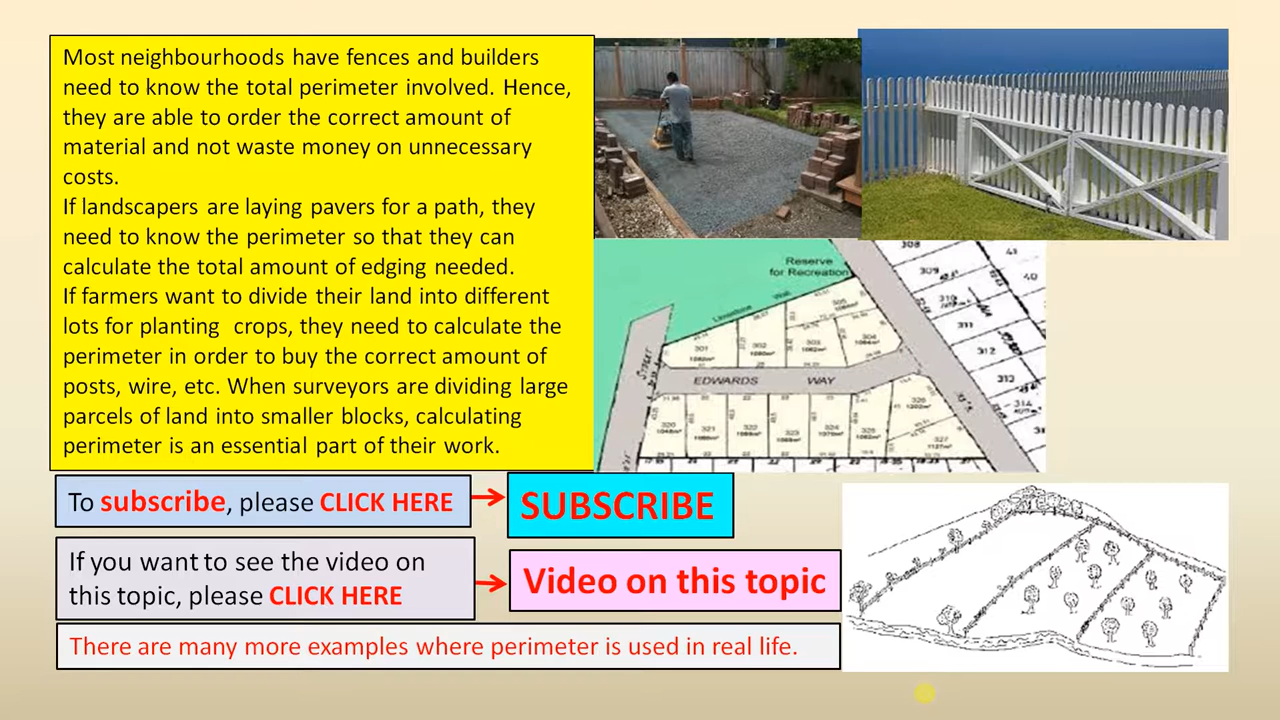 Most neighbourhoods have fences and builders
need to know the total perimeter involved. Hence,
they are able to order the correct amount of
material and not waste money on unnecessary
costs.
If landscapers are laying pavers for a path, they
need to know the perimeter so that they can
calculate the total amount of edging needed.
If farmers want to divide their land into different
lots for planting crops, they need to calculate the
perimeter in order to buy the correct amount of
posts, wire, etc. When surveyors are dividing large
parcels of land into smaller blocks, calculating
perimeter is an essential part of their work.
Reserve
for Recreation
Limestone Wall
308
309
310
311
312
313
314
41
40
301
302
303
304
305
STREET
EDWARDS WAY
320
321
322
323
324
325
326
327
To subscribe, please CLICK HERE
SUBSCRIBE
If you want to see the video on
this topic, please CLICK HERE
Video on this topic
There are many more examples where perimeter is used in real life.